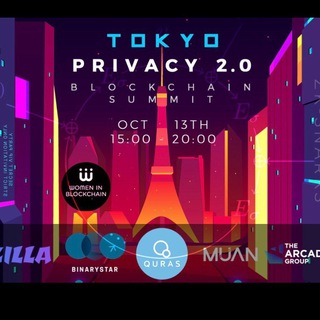 TOKYO
PRIVACY 2.0
BLOCKCHAIN
SUMMIT
OCT 13TH
15:00 20:00
WOMEN IN
BLOCKCHAIN
BINARYSTAR
QURAS
MUAN
THE
ARCAD
GROUP